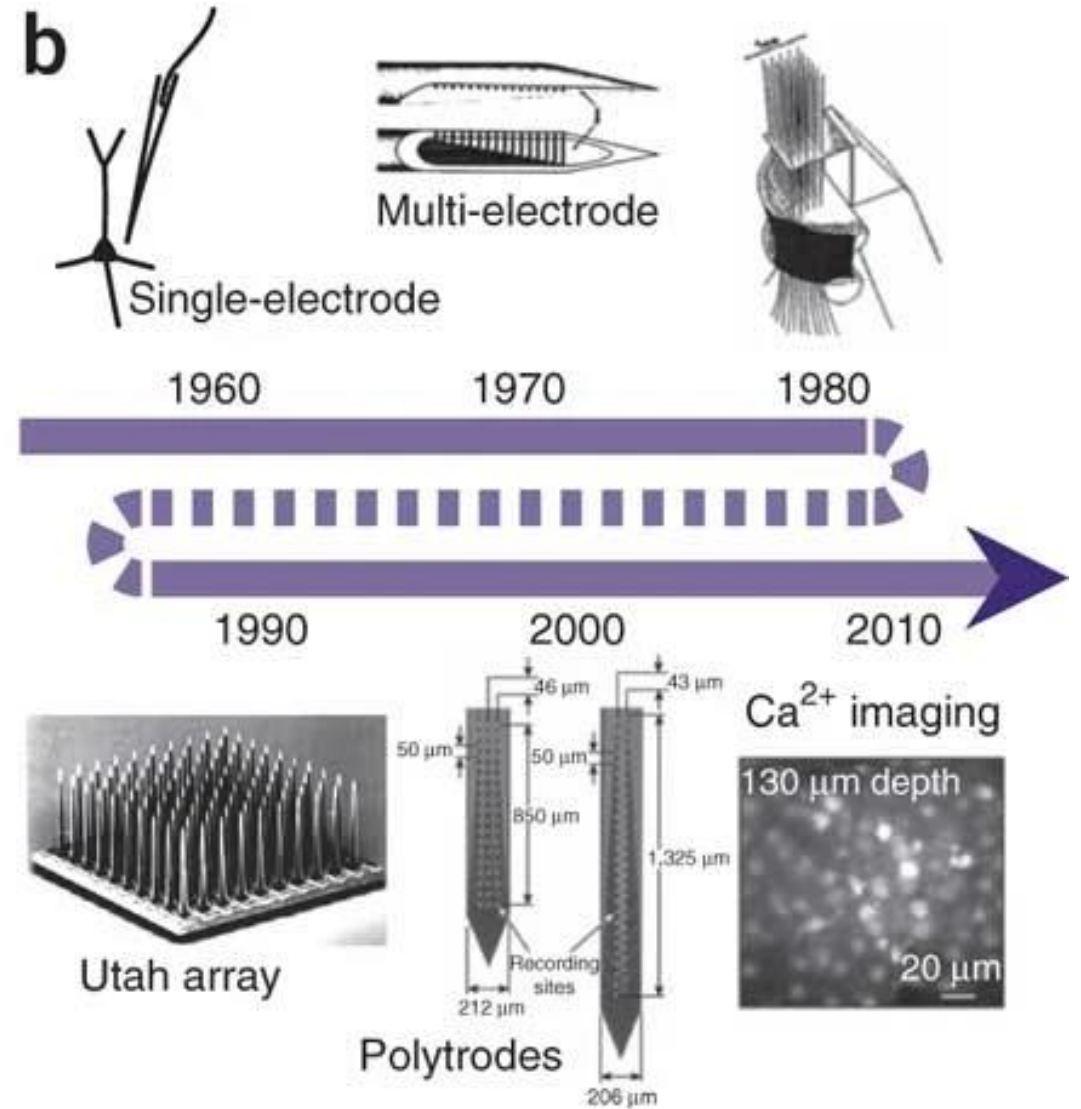 b
Multi-electrode
Single-electrode
1960 1970 1980
1990 2000 2010
46 µm
43 µm
Ca²⁺ imaging
50 µm
50 µm
130 µm depth
850 µm
1,325 µm
20 µm
Recording
sites
Utah array
212 µm
Polytrodes
206 µm